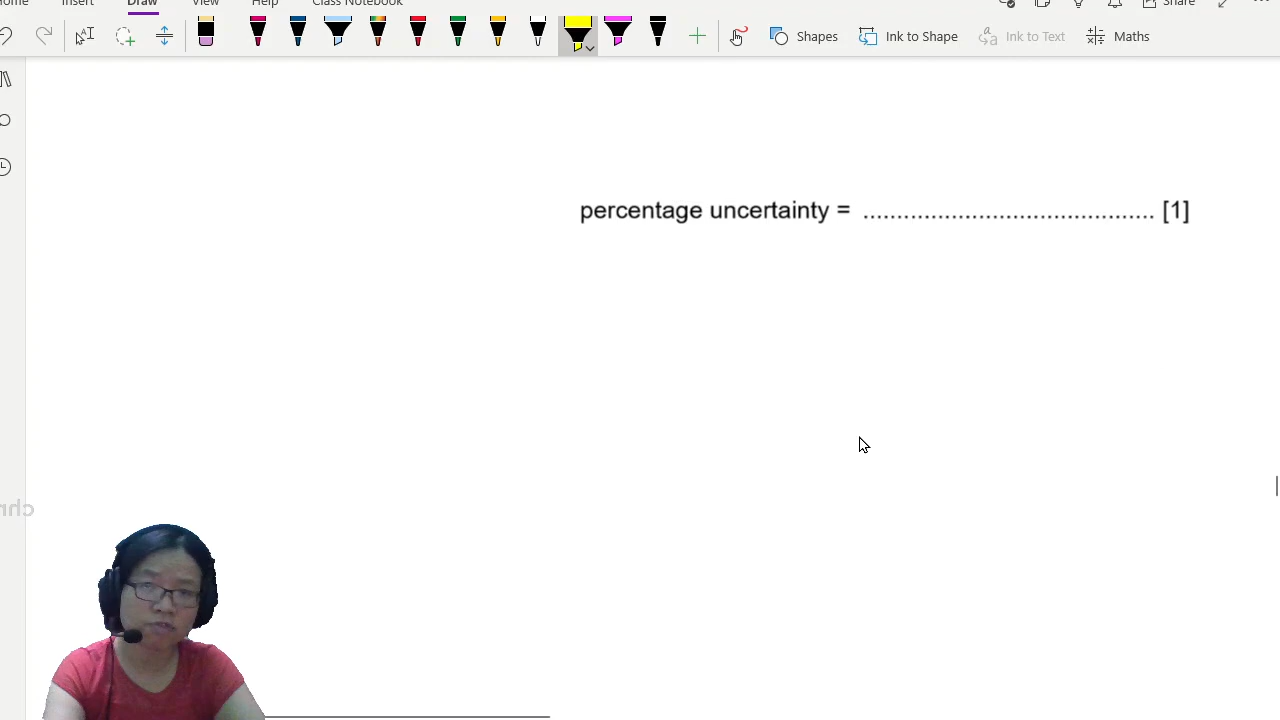 Home Insert Draw View Help Class Notebook Share
Shapes Ink to Shape Ink to Text Maths
percentage uncertainty = ........................................... [1]
chr